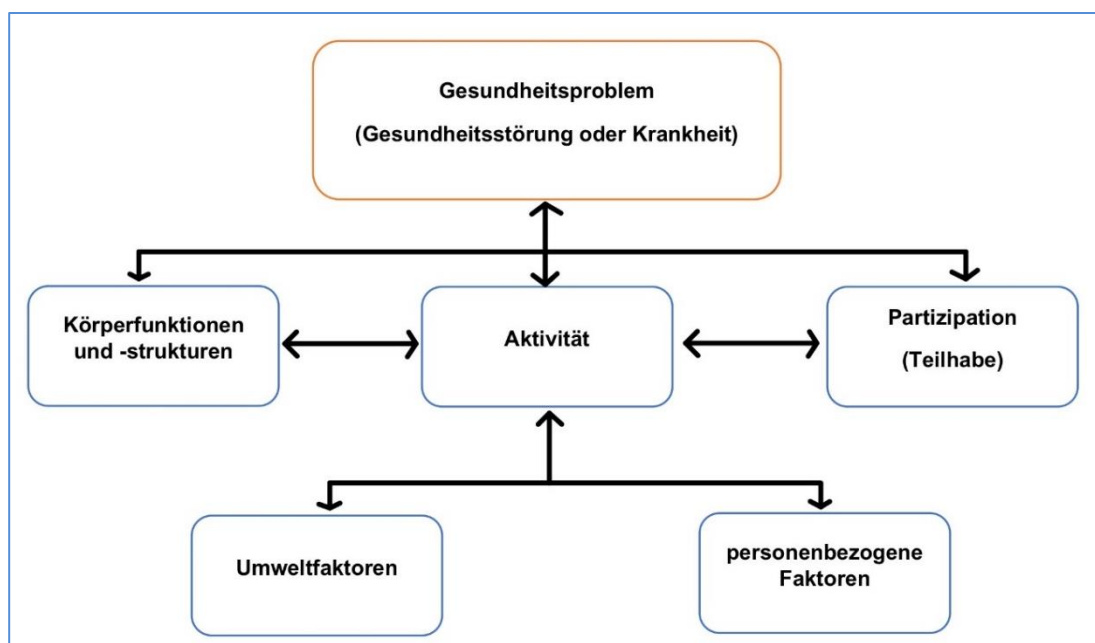 Gesundheitsproblem
(Gesundheitsstörung oder Krankheit)
Körperfunktionen
und -strukturen
Aktivität
Partizipation
(Teilhabe)
Umweltfaktoren
personenbezogene
Faktoren